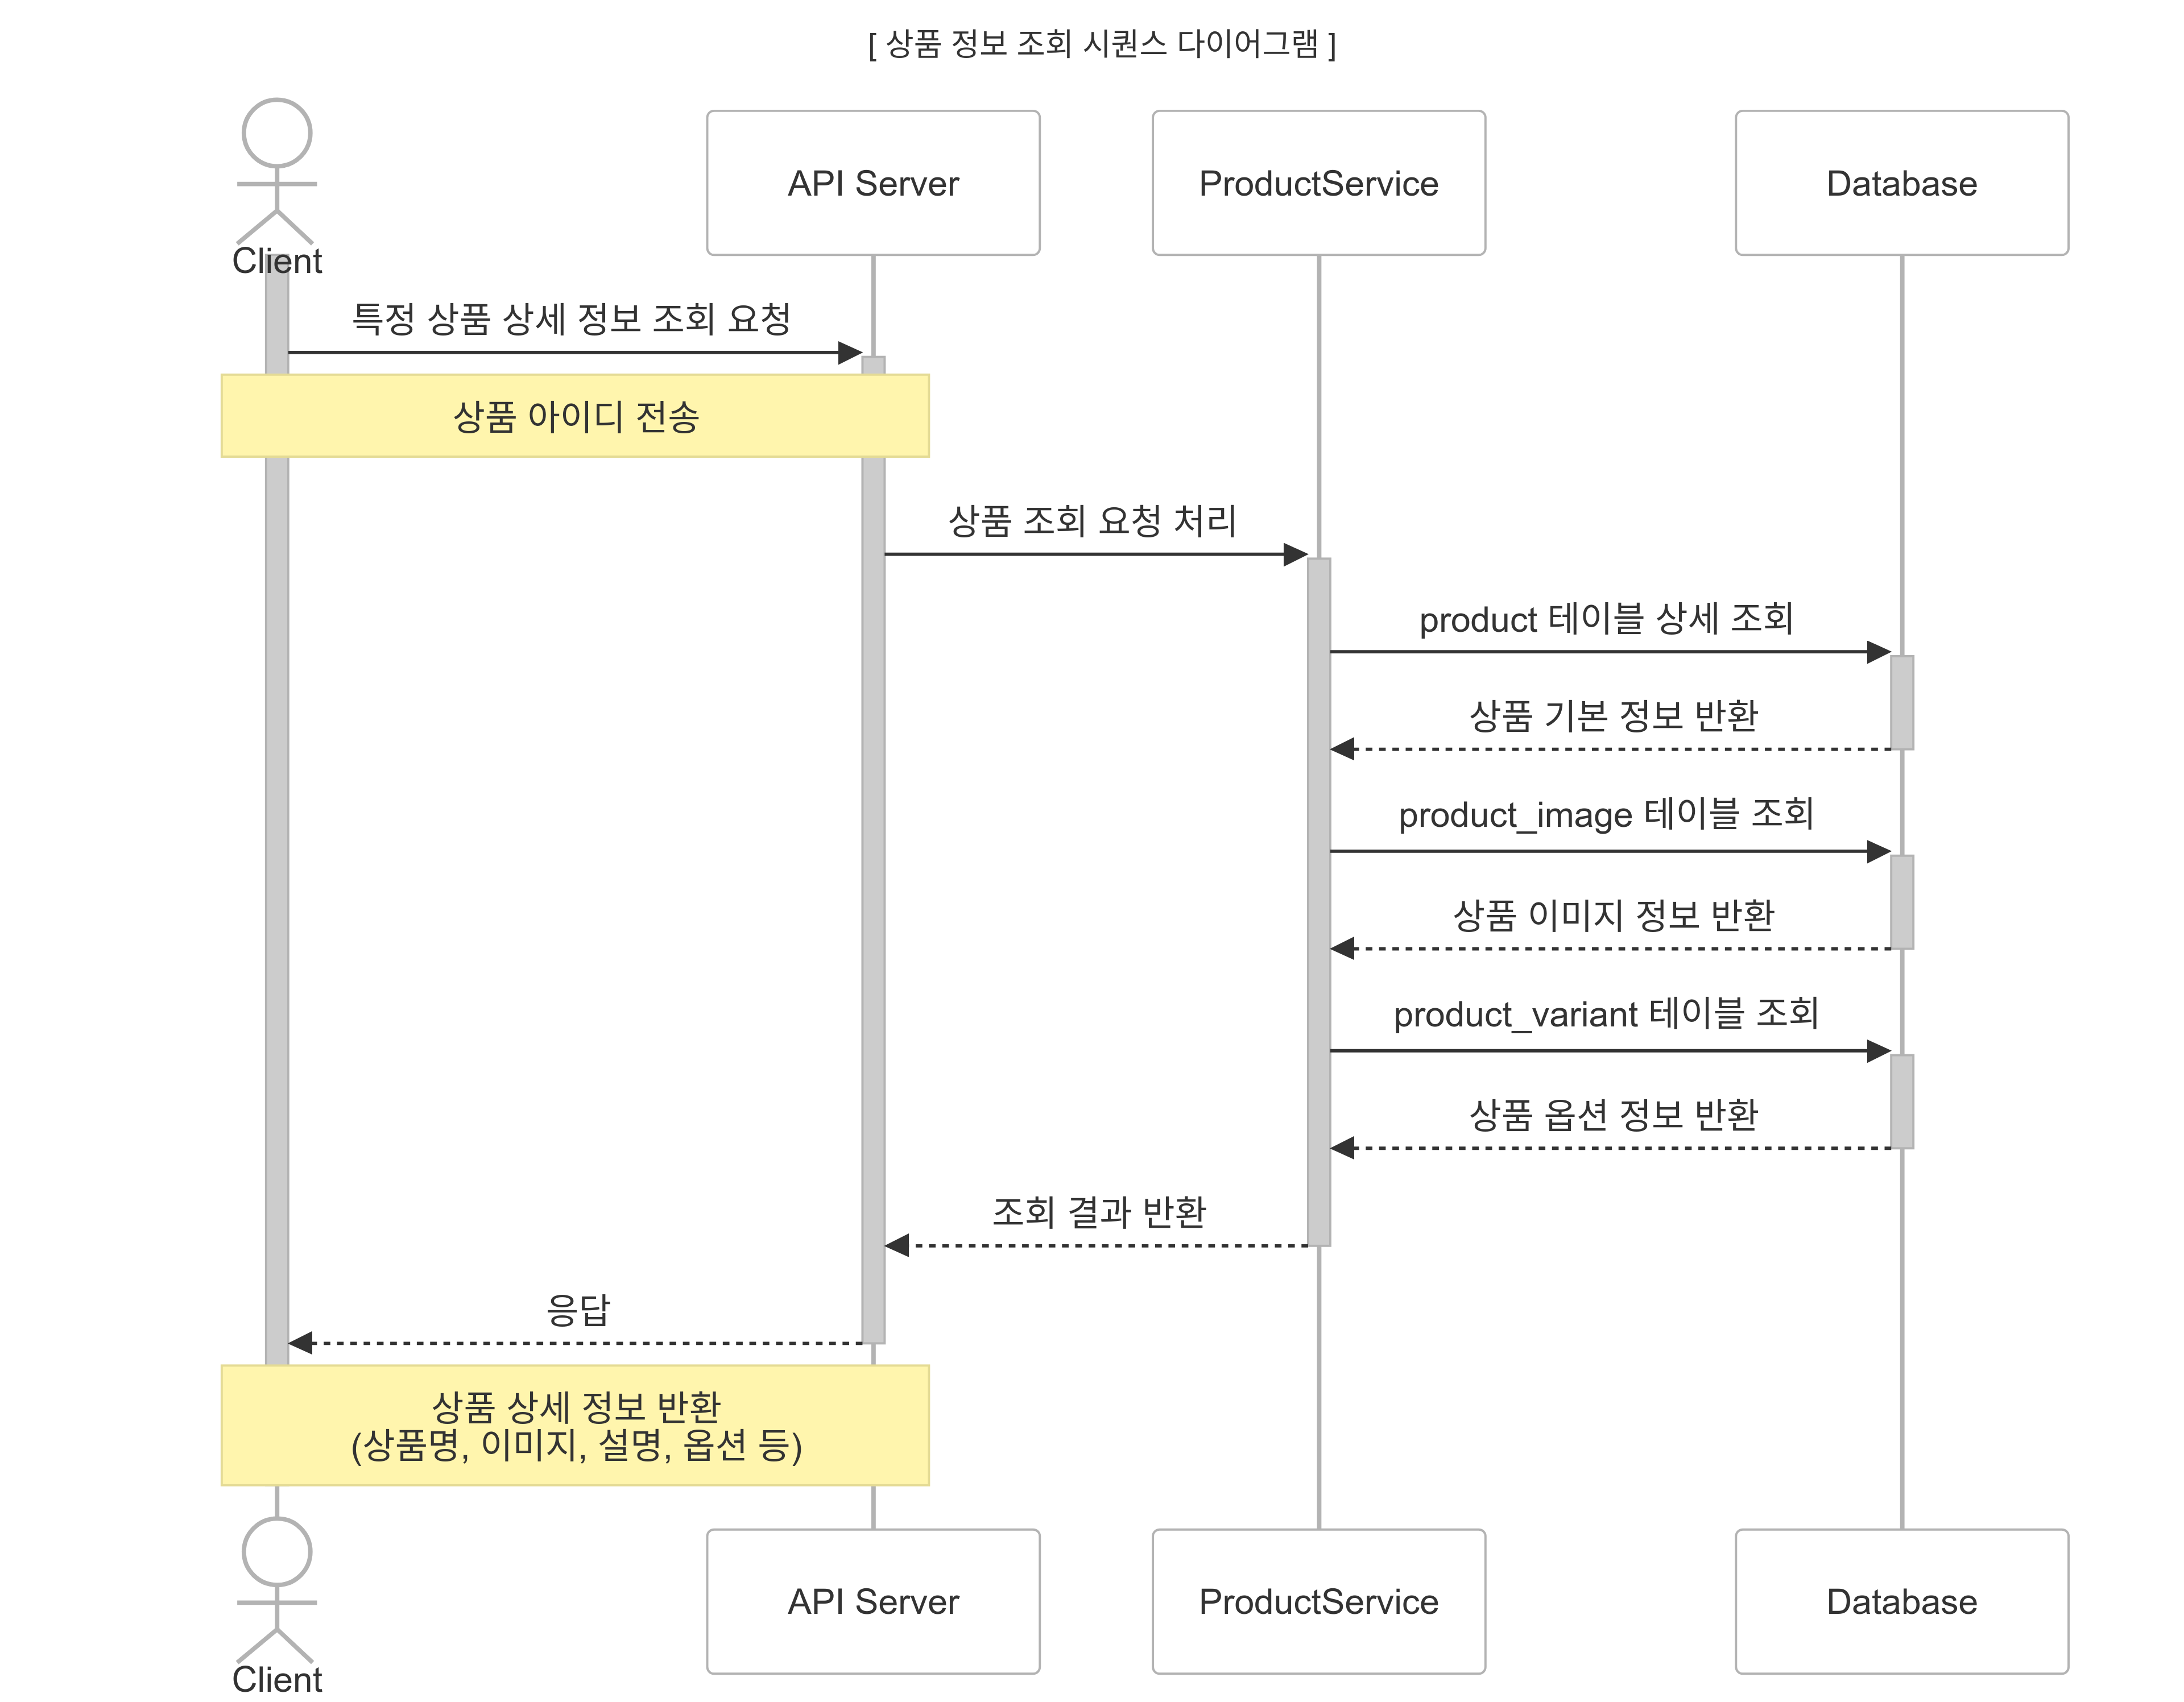 [ 상품 정보 조회 시퀀스 다이어그램 ]
Client
API Server
ProductService
Database
특정 상품 상세 정보 조회 요청
상품 아이디 전송
상품 조회 요청 처리
product 테이블 상세 조회
상품 기본 정보 반환
product_image 테이블 조회
상품 이미지 정보 반환
product_variant 테이블 조회
상품 옵션 정보 반환
조회 결과 반환
응답
상품 상세 정보 반환
(상품명, 이미지, 설명, 옵션 등)
Client
API Server
ProductService
Database